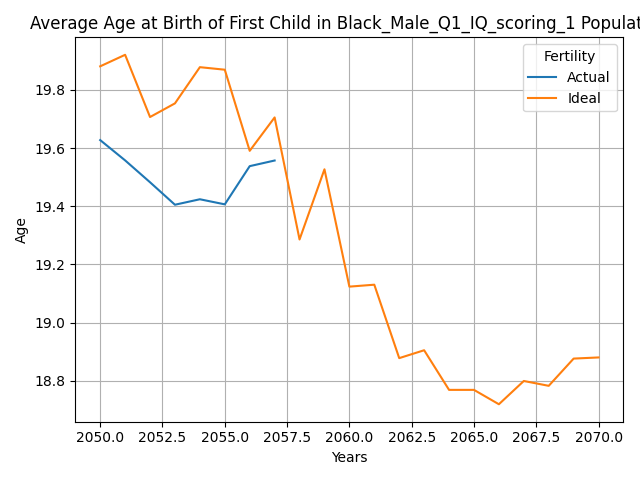 Average Age at Birth of First Child in Black_Male_Q1_IQ_scoring_1 Populat
Fertility
Actual
Ideal
19.8
19.6
19.4
19.2
19.0
18.8
Age
2050.0 2052.5 2055.0 2057.5 2060.0 2062.5 2065.0 2067.5 2070.0
Years